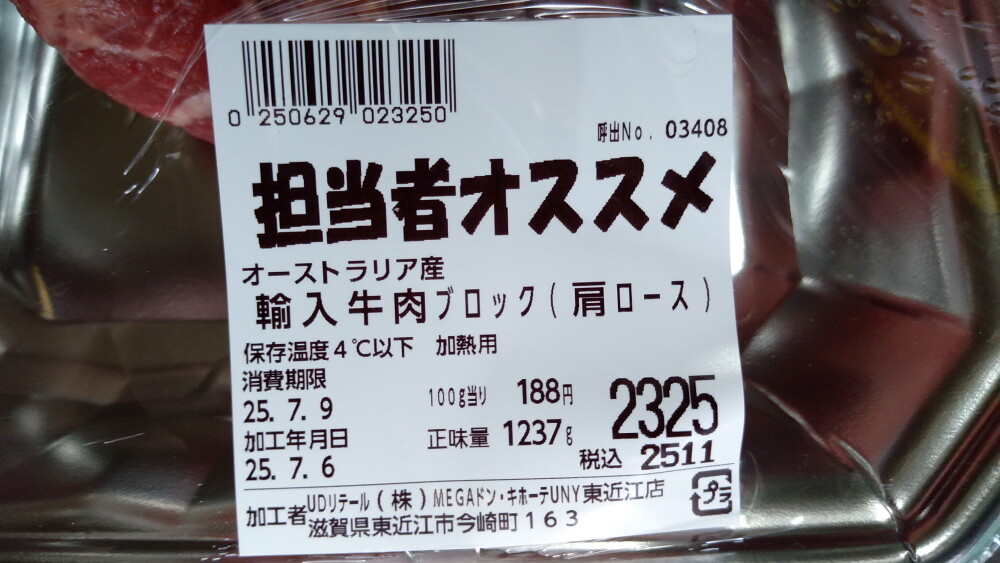 0 250629 023250
呼出No. 03408
担当者オススメ
オーストラリア産
輸入牛肉ブロック(肩ロース)
保存温度4℃以下 加熱用
消費期限
25.7.9
100g当り 188円
2325
加工年月日
25.7.6
正味量 1237g
税込 2511
加工者
UDリテール(株)MEGAドン・キホーテUNY東近江店
滋賀県東近江市今崎町163
プラ